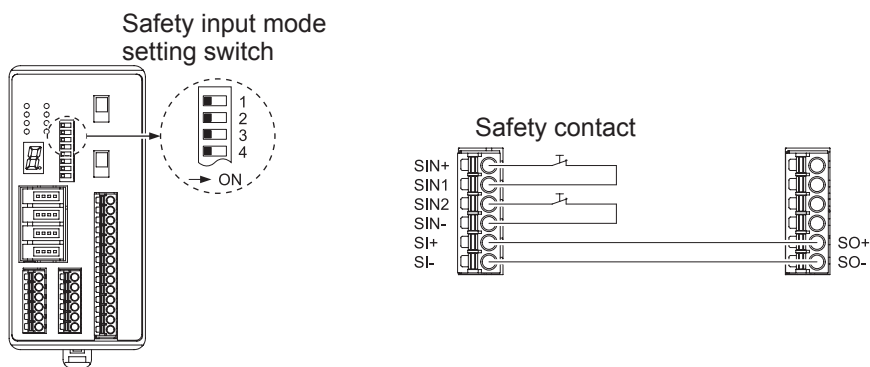 Safety input mode
setting switch
1
2
3
4
→ ON
8.
Safety contact
SIN+
SIN1
SIN2
SIN-
SI+
SI-
SO+
SO-